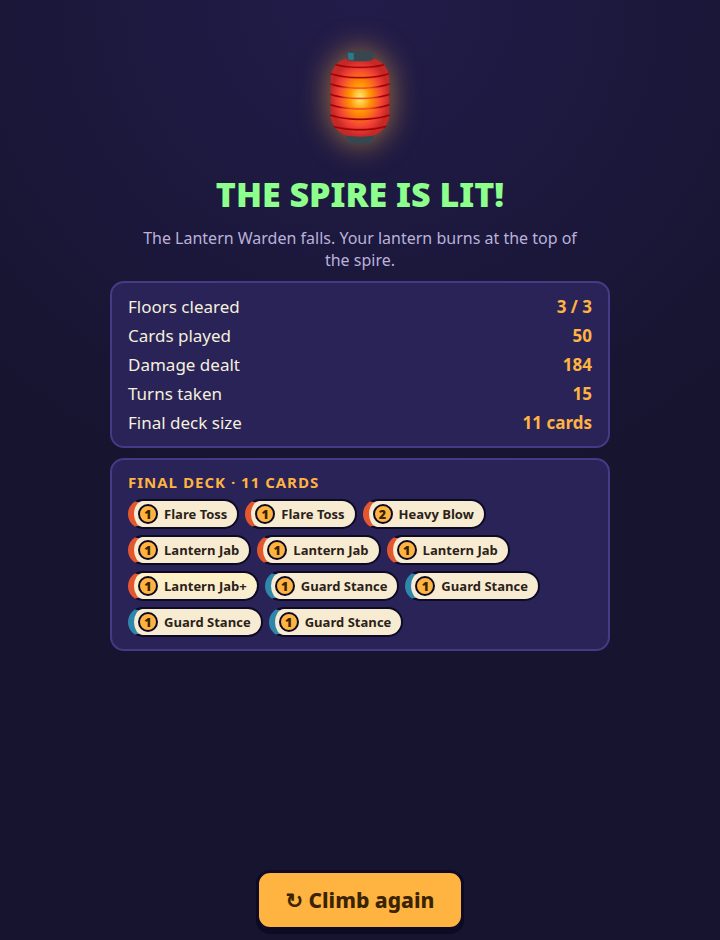 THE SPIRE IS LIT!
The Lantern Warden falls. Your lantern burns at the top of
the spire.
Floors cleared 3 / 3
Cards played 50
Damage dealt 184
Turns taken 15
Final deck size 11 cards
FINAL DECK · 11 CARDS
1 Flare Toss 1 Flare Toss 2 Heavy Blow
1 Lantern Jab 1 Lantern Jab 1 Lantern Jab
1 Lantern Jab+ 1 Guard Stance 1 Guard Stance
1 Guard Stance 1 Guard Stance
↻ Climb again